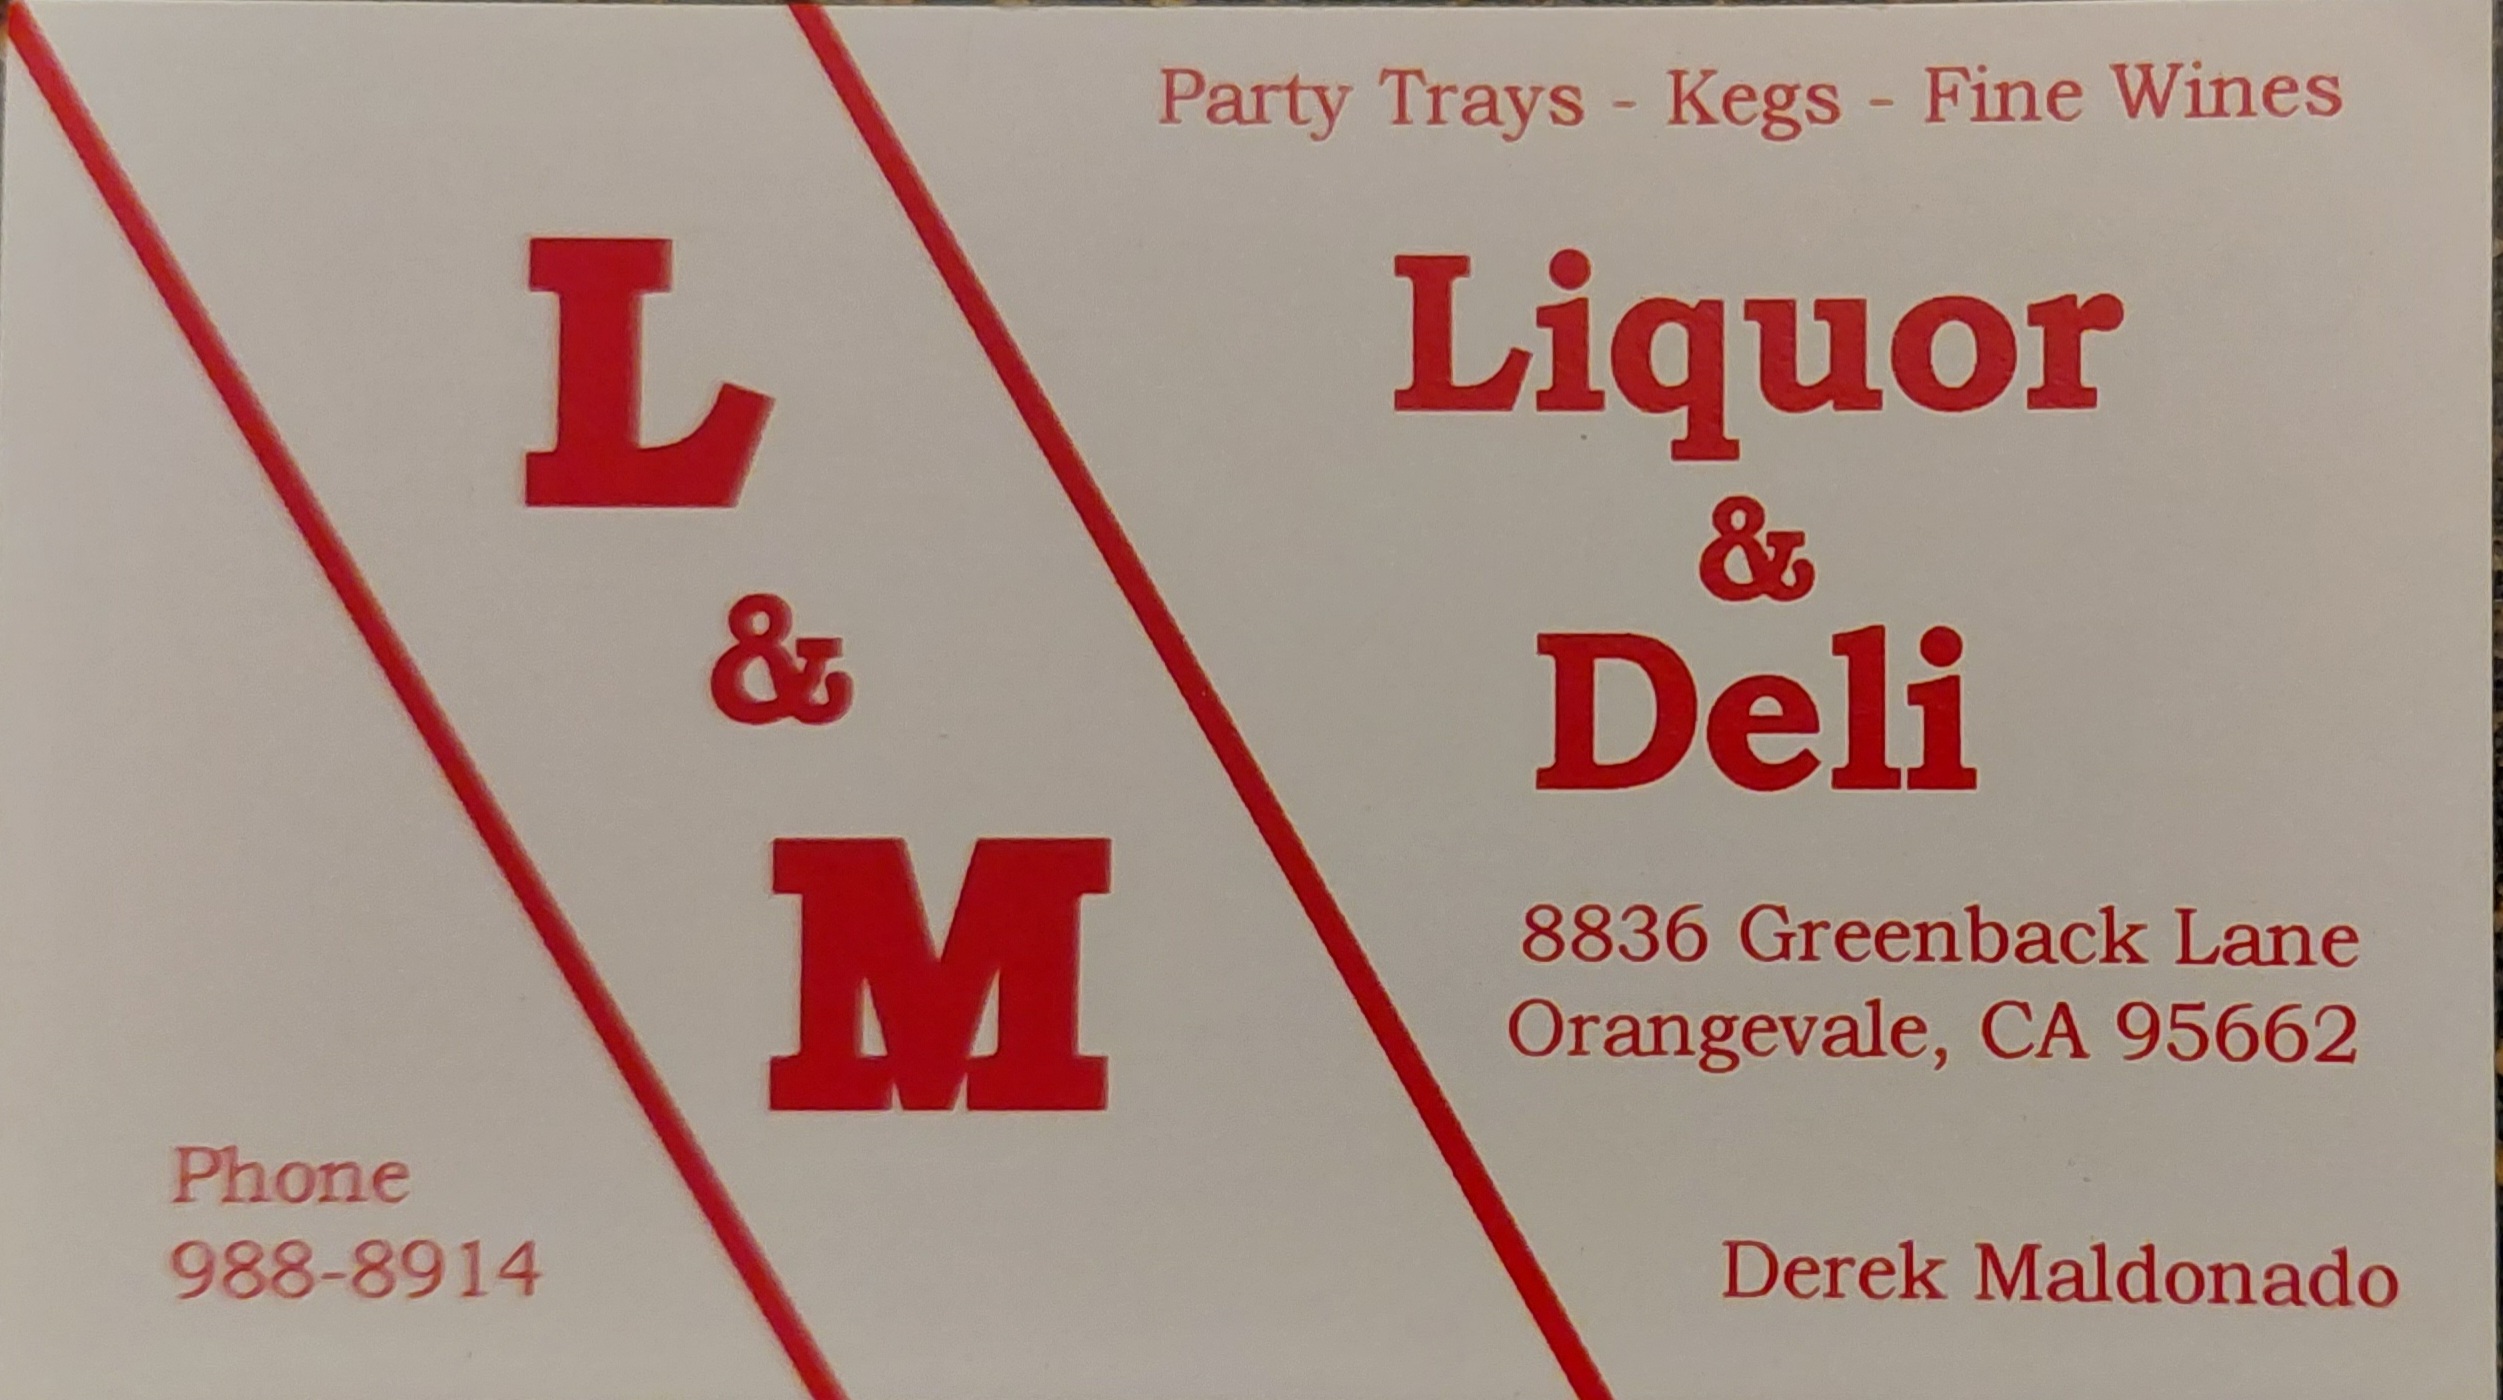 Party Trays - Kegs - Fine Wines
L
&
M
Liquor
&
Deli
8836 Greenback Lane
Orangevale, CA 95662
Phone
988-8914
Derek Maldonado